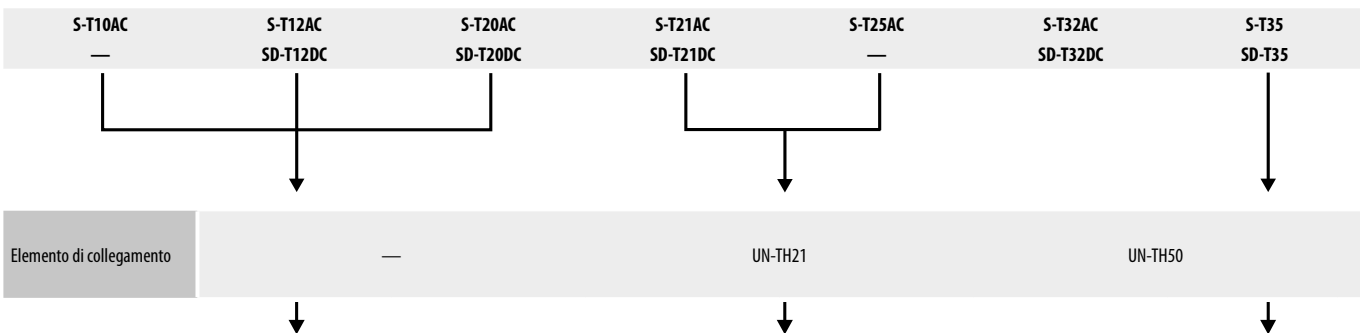 S-T10AC S-T12AC S-T20AC S-T21AC S-T25AC S-T32AC S-T35
— SD-T12DC SD-T20DC SD-T21DC — SD-T32DC SD-T35
Elemento di collegamento — UN-TH21 UN-TH50